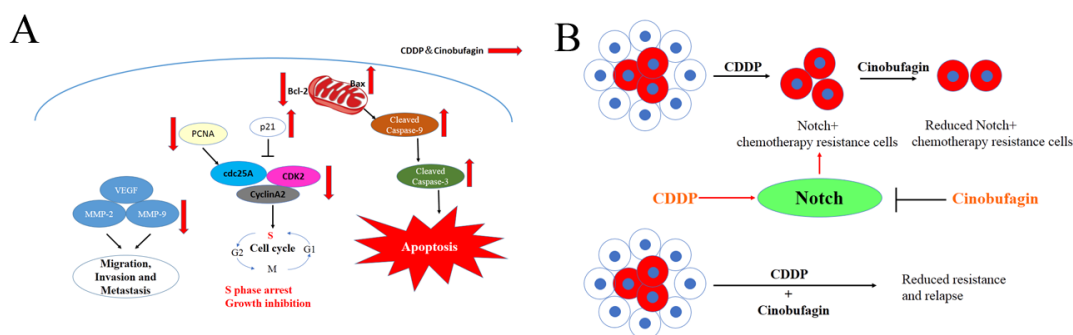 A
CDDP&Cinobufagin
Bcl-2
Bax
PCNA
p21
Cleaved
Caspase-9
cdc25A
CDK2
CyclinA2
Cleaved
Caspase-3
VEGF
MMP-2
MMP-9
S
Cell cycle
G2
G1
M
Apoptosis
Migration,
Invasion and
Metastasis
S phase arrest
Growth inhibition
B
CDDP
Cinobufagin
Notch+
chemotherapy resistance cells
Reduced Notch+
chemotherapy resistance cells
CDDP
Notch
Cinobufagin
CDDP
+
Cinobufagin
Reduced resistance
and relapse